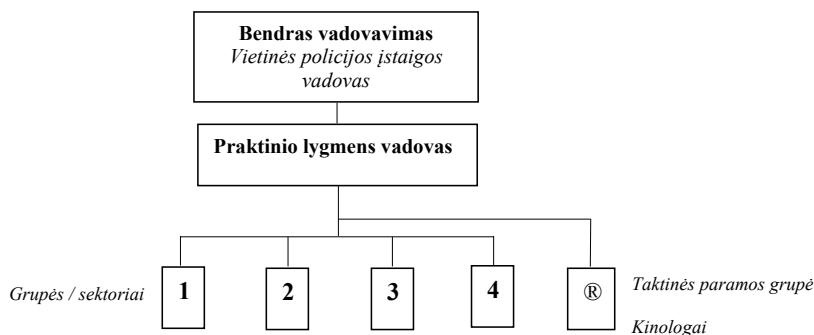 Bendras vadovavimas
Vietinės policijos įstaigos
vadovas
Praktinio lygmens vadovas
Grupės / sektoriai
1
2
3
4
®
Taktinės paramos grupė
Kinologai